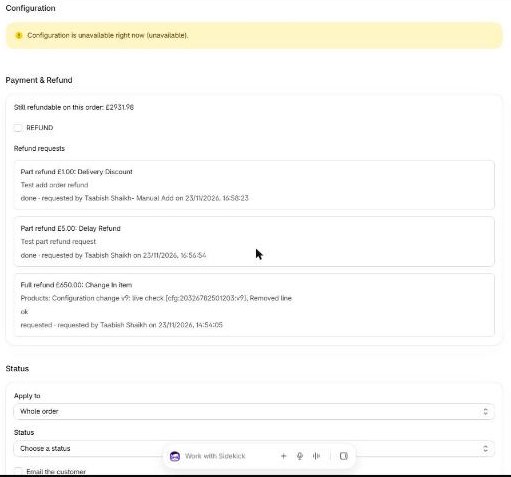 Configuration
Configuration is unavailable right now (unavailable).
Payment & Refund
Still refundable on this order: £2931.98
REFUND
Refund requests
Part refund £1.00: Delivery Discount
Test add order refund
done · requested by Taabish Shaikh- Manual Add on 23/11/2026, 16:58:23
Part refund £5.00: Delay Refund
Test part refund request
done · requested by Taabish Shaikh on 23/11/2026, 16:56:54
Full refund £650.00: Change In item
Products: Configuration change v9: live check [cfg:20326782501203:v9], Removed line
ok
requested · requested by Taabish Shaikh on 23/11/2026, 14:54:05
Status
Apply to
Whole order
Status
Choose a status
Work with Sidekick
Email the customer